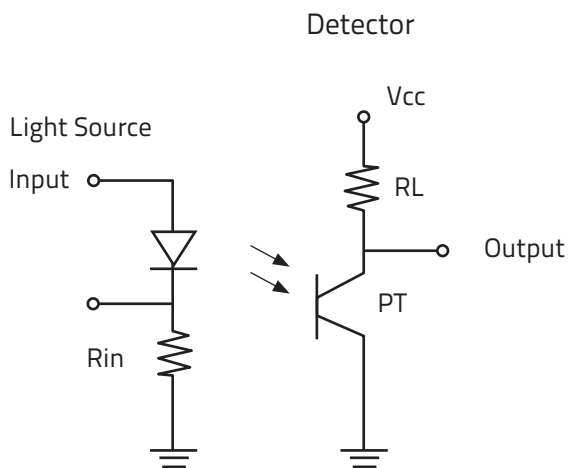 Detector
Vcc
Light Source
Input
RL
Output
PT
Rin